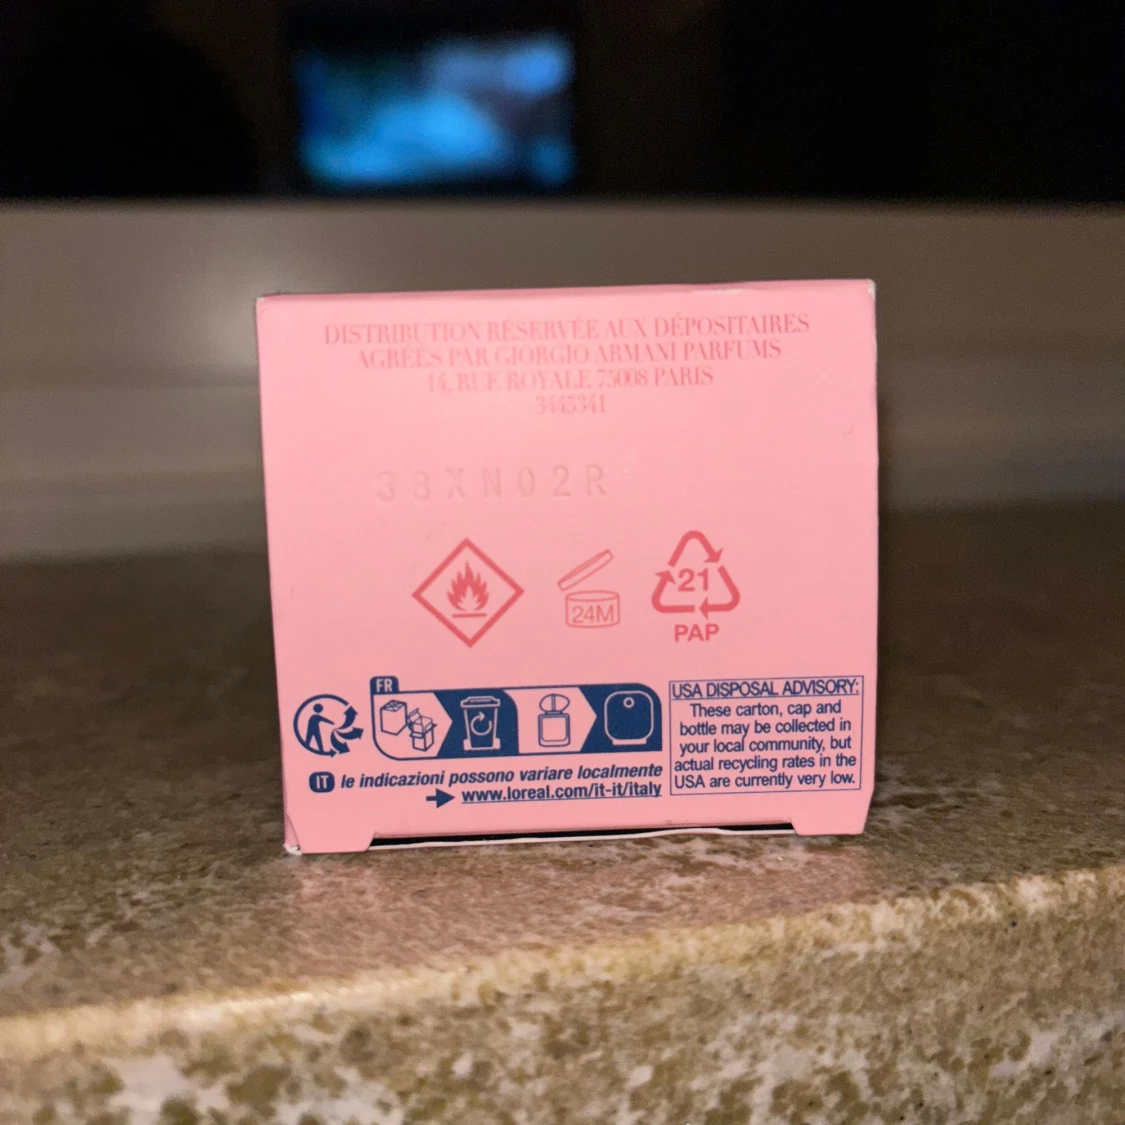 DISTRIBUTION RÉSERVÉE AUX DÉPOSITAIRES
AGRÉÉS PAR GIORGIO ARMANI PARFUMS
14, RUE ROYALE 75008 PARIS
3445341
38XN02R
24M
21
PAP
FR
IT le indicazioni possono variare localmente
www.loreal.com/it-it/italy
USA DISPOSAL ADVISORY:
These carton, cap and
bottle may be collected in
your local community, but
actual recycling rates in the
USA are currently very low.